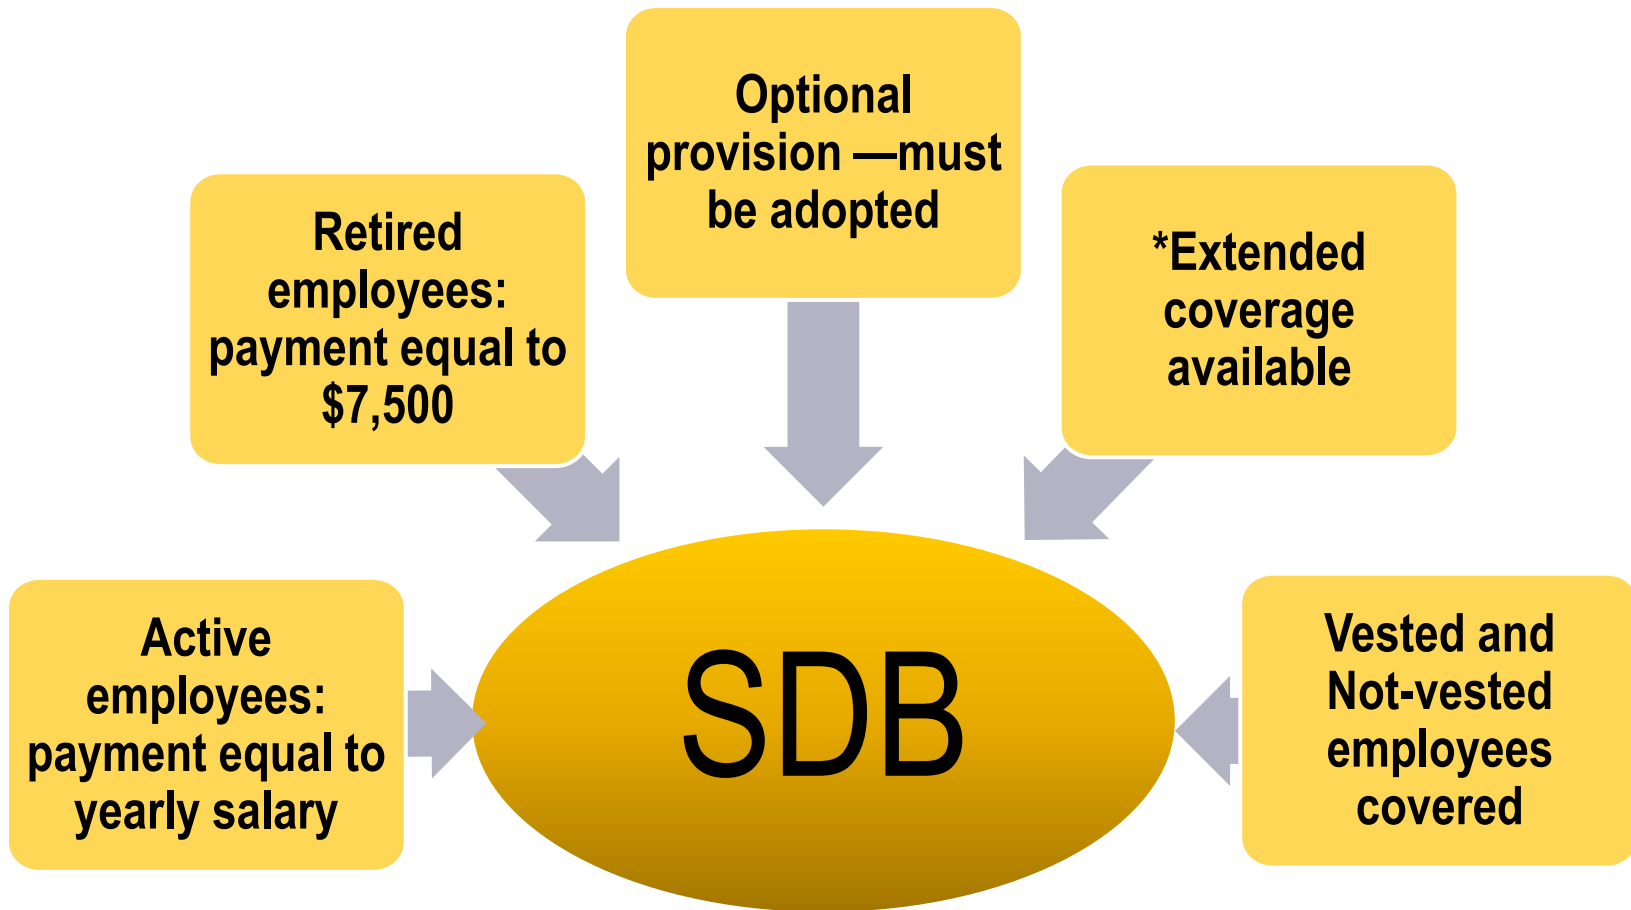 Active
employees:
payment equal to
yearly salary
Retired
employees:
payment equal to
$7,500
Optional
provision —must
be adopted
*Extended
coverage
available
Vested and
Not-vested
employees
covered
SDB